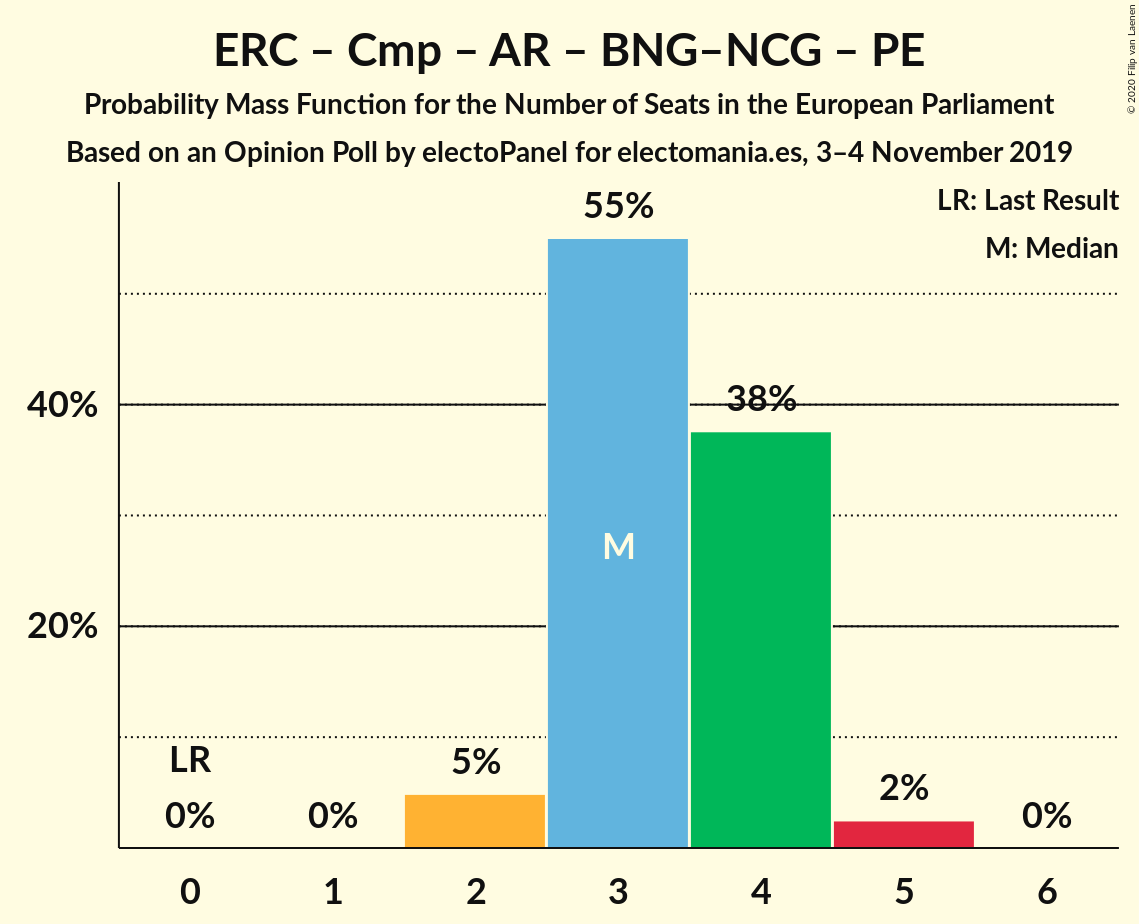 ERC – Cmp – AR – BNG–NCG – PE
Probability Mass Function for the Number of Seats in the European Parliament
Based on an Opinion Poll by electoPanel for electomania.es, 3–4 November 2019
© 2020 Filip van Laenen
LR: Last Result
M: Median
55%
40%
38%
M
20%
LR
0%
0%
5%
2%
0%
0
1
2
3
4
5
6